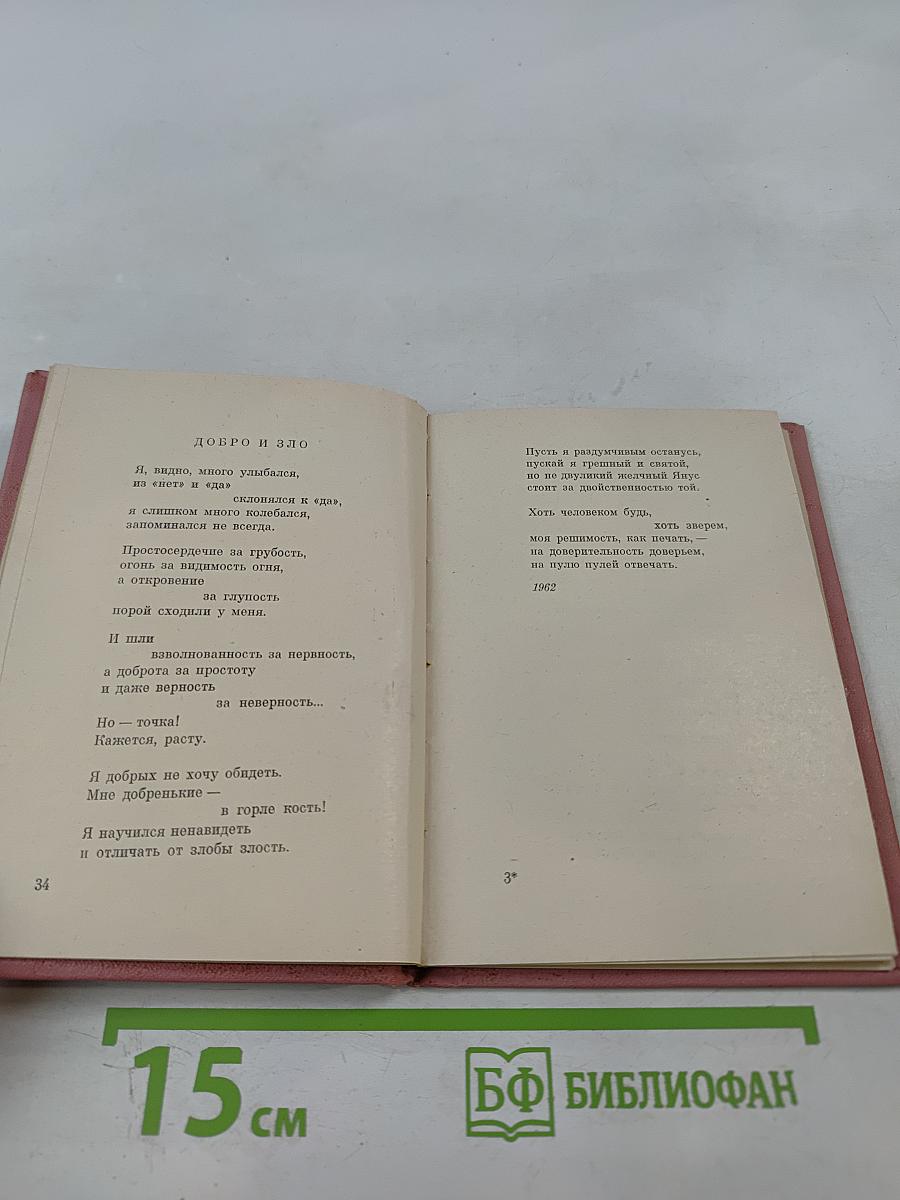 ДОБРО И ЗЛО
Я, видно, много улыбался,
из «нет» и «да»
склонялся к «да»,
я слишком много колебался,
запоминался не всегда.
Простосердечие за грубость,
огонь за видимость огня,
а откровение
за глупость
порой сходили у меня.
И шли
взволнованность за нервность,
а доброта за простоту
и даже верность
за неверность...
Но — точка!
Кажется, расту.
Я добрых не хочу обидеть.
Мне добренькие —
в горле кость!
Я научился ненавидеть
и отличать от злобы злость.
34
Пусть я раздумчивым останусь,
пускай я грешный и святой,
но не двуликий желчный Янус
стоит за двойственностью той.
Хоть человеком будь,
хоть зверем,
моя решимость, как печать, —
на доверительность доверьем,
на пулю пулей отвечать.
1962
3*
15 см
БФ БИБЛИОФАН